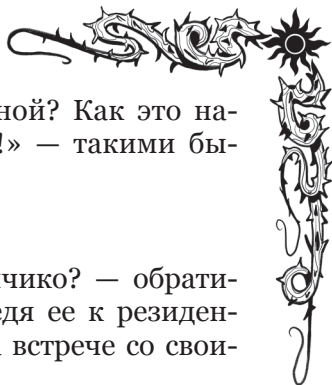 ной? Как это на-
!» — такими бы-
чико? — обрати-
едя ее к резиден-
встрече со свои-